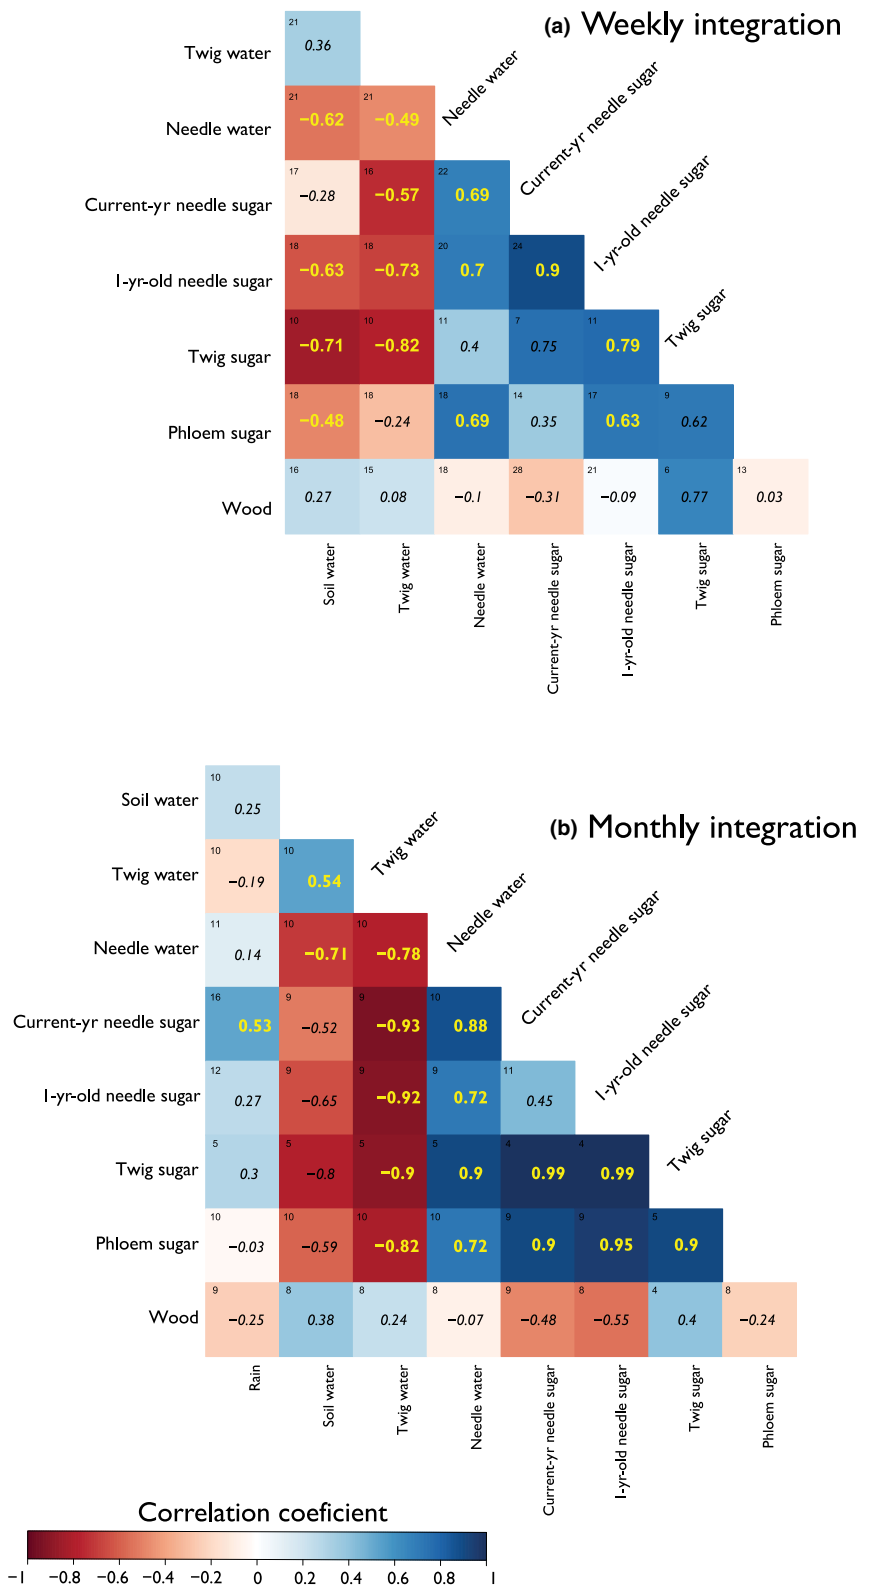 (a) Weekly integration
21
Twig water 0.36
Needle water
21 21
Needle water −0.62 −0.49
Current-yr needle sugar
17 16 22
Current-yr needle sugar −0.28 −0.57 0.69
1-yr-old needle sugar
18 18 20 24
1-yr-old needle sugar −0.63 −0.73 0.7 0.9
Twig sugar
10 10 11 7 11
Twig sugar −0.71 −0.82 0.4 0.75 0.79
18 18 18 14 17 9
Phloem sugar −0.48 −0.24 0.69 0.35 0.63 0.62
16 15 18 28 21 6 13
Wood 0.27 0.08 −0.1 −0.31 −0.09 0.77 0.03
Soil water Twig water Needle water Current-yr needle sugar 1-yr-old needle sugar Twig sugar Phloem sugar
(b) Monthly integration
10
Soil water 0.25
Twig water
10 10
Twig water −0.19 0.54
Needle water
11 10 10
Needle water 0.14 −0.71 −0.78
Current-yr needle sugar
16 9 9 10
Current-yr needle sugar 0.53 −0.52 −0.93 0.88
1-yr-old needle sugar
12 9 9 9 11
1-yr-old needle sugar 0.27 −0.65 −0.92 0.72 0.45
Twig sugar
5 5 5 5 4 4
Twig sugar 0.3 −0.8 −0.9 0.9 0.99 0.99
10 10 10 10 9 9 5
Phloem sugar −0.03 −0.59 −0.82 0.72 0.9 0.95 0.9
9 8 8 8 9 8 4 8
Wood −0.25 0.38 0.24 −0.07 −0.48 −0.55 0.4 −0.24
Rain Soil water Twig water Needle water Current-yr needle sugar 1-yr-old needle sugar Twig sugar Phloem sugar
Correlation coeficient
−1 −0.8 −0.6 −0.4 −0.2 0 0.2 0.4 0.6 0.8 1